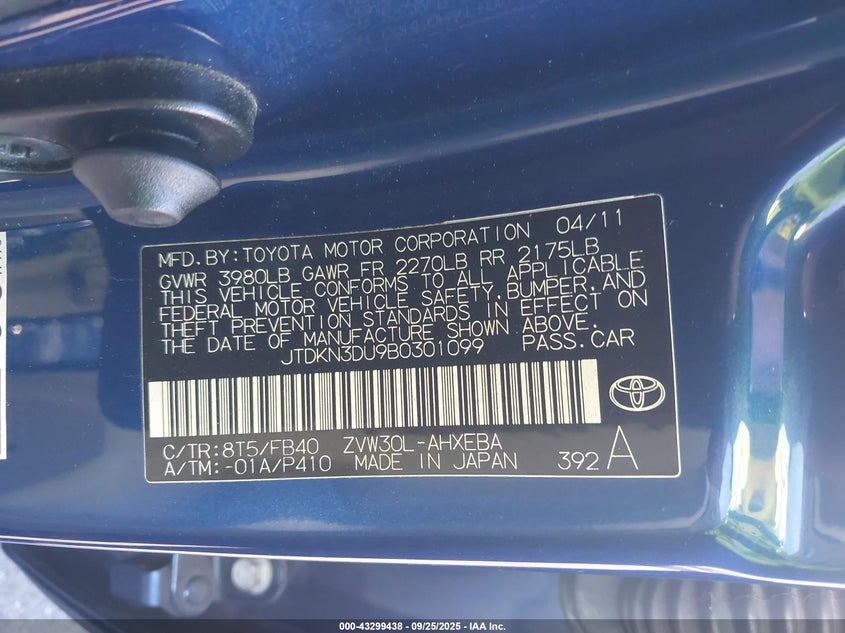 MFD. BY: TOYOTA MOTOR CORPORATION 04/11
GVWR 3980LB GAWR FR 2270LB RR 2175LB
THIS VEHICLE CONFORMS TO ALL APPLICABLE
FEDERAL MOTOR VEHICLE SAFETY, BUMPER, AND
THEFT PREVENTION STANDARDS IN EFFECT ON
THE DATE OF MANUFACTURE SHOWN ABOVE.
JTDKN3DU9B0301099 PASS. CAR
C/TR: 8T5/FB40 ZVW30L-AHXEBA
A/TM: -01A/P410 MADE IN JAPAN 392 A
000-43299438 - 09/25/2025 - IAA Inc.